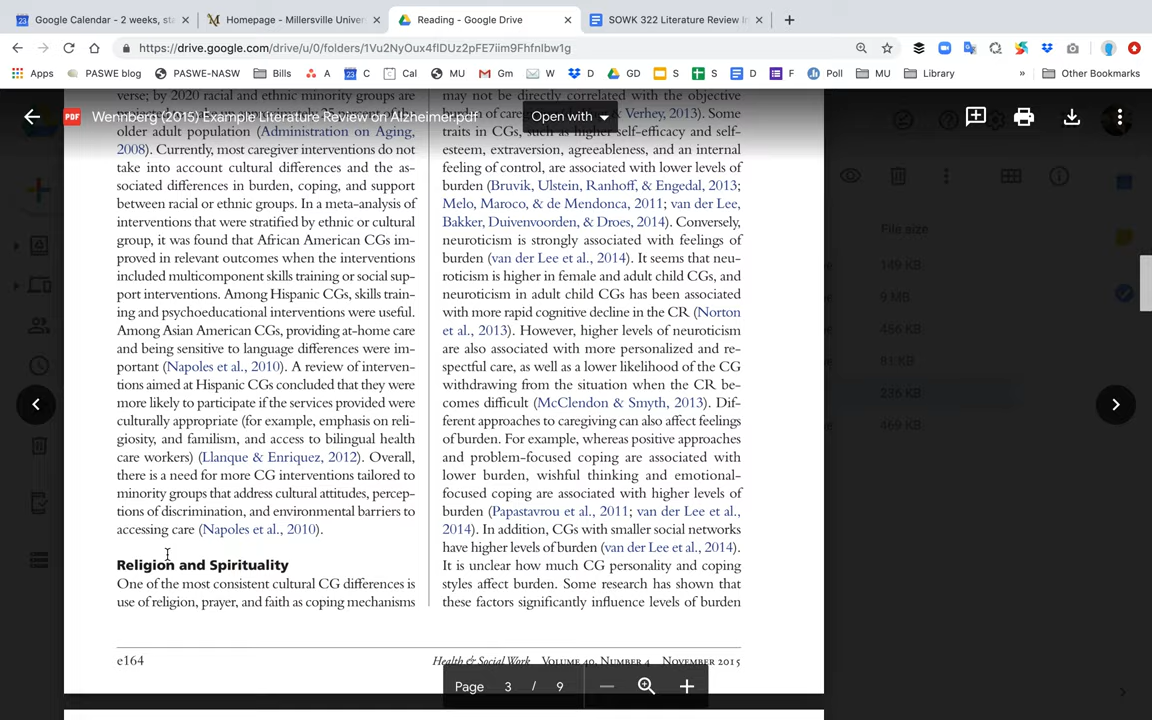 Google Calendar - 2 weeks, sta
Homepage - Millersville Univer
Reading - Google Drive
SOWK 322 Literature Review In
https://drive.google.com/drive/u/0/folders/1Vu2NyOux4flDUz2pFE7iim9Fhfnlbw1g
Apps
PASWE blog
PASWE-NASW
Bills
A
C
Cal
MU
Gm
W
D
GD
S
S
D
F
Poll
MU
Library
»
Other Bookmarks
PDF
Wennberg (2015) Example Literature Review on Alzheimer.pdf
Open with
older adult population (Administration on Aging,
2008). Currently, most caregiver interventions do not
take into account cultural differences and the as-
sociated differences in burden, coping, and support
between racial or ethnic groups. In a meta-analysis of
interventions that were stratified by ethnic or cultural
group, it was found that African American CGs im-
proved in relevant outcomes when the interventions
included multicomponent skills training or social sup-
port interventions. Among Hispanic CGs, skills train-
ing and psychoeducational interventions were useful.
Among Asian American CGs, providing at-home care
and being sensitive to language differences were im-
portant (Napoles et al., 2010). A review of interven-
tions aimed at Hispanic CGs concluded that they were
more likely to participate if the services provided were
culturally appropriate (for example, emphasis on reli-
giosity, and familism, and access to bilingual health
care workers) (Llanque & Enriquez, 2012). Overall,
there is a need for more CG interventions tailored to
minority groups that address cultural attitudes, percep-
tions of discrimination, and environmental barriers to
accessing care (Napoles et al., 2010).
Religion and Spirituality
One of the most consistent cultural CG differences is
use of religion, prayer, and faith as coping mechanisms
may not be directly correlated with the objective
Verhey, 2013). Some
traits in CGs, such as higher self-efficacy and self-
esteem, extraversion, agreeableness, and an internal
feeling of control, are associated with lower levels of
burden (Bruvik, Ulstein, Ranhoff, & Engedal, 2013;
Melo, Maroco, & de Mendonca, 2011; van der Lee,
Bakker, Duivenvoorden, & Droes, 2014). Conversely,
neuroticism is strongly associated with feelings of
burden (van der Lee et al., 2014). It seems that neu-
roticism is higher in female and adult child CGs, and
neuroticism in adult child CGs has been associated
with more rapid cognitive decline in the CR (Norton
et al., 2013). However, higher levels of neuroticism
are also associated with more personalized and re-
spectful care, as well as a lower likelihood of the CG
withdrawing from the situation when the CR be-
comes difficult (McClendon & Smyth, 2013). Dif-
ferent approaches to caregiving can also affect feelings
of burden. For example, whereas positive approaches
and problem-focused coping are associated with
lower burden, wishful thinking and emotional-
focused coping are associated with higher levels of
burden (Papastavrou et al., 2011; van der Lee et al.,
2014). In addition, CGs with smaller social networks
have higher levels of burden (van der Lee et al., 2014).
It is unclear how much CG personality and coping
styles affect burden. Some research has shown that
these factors significantly influence levels of burden
e164
Health & Social Work Volume 40, Number 4 November 2015
Page 3 / 9
File size
149 KB
9 MB
456 KB
81 KB
236 KB
469 KB